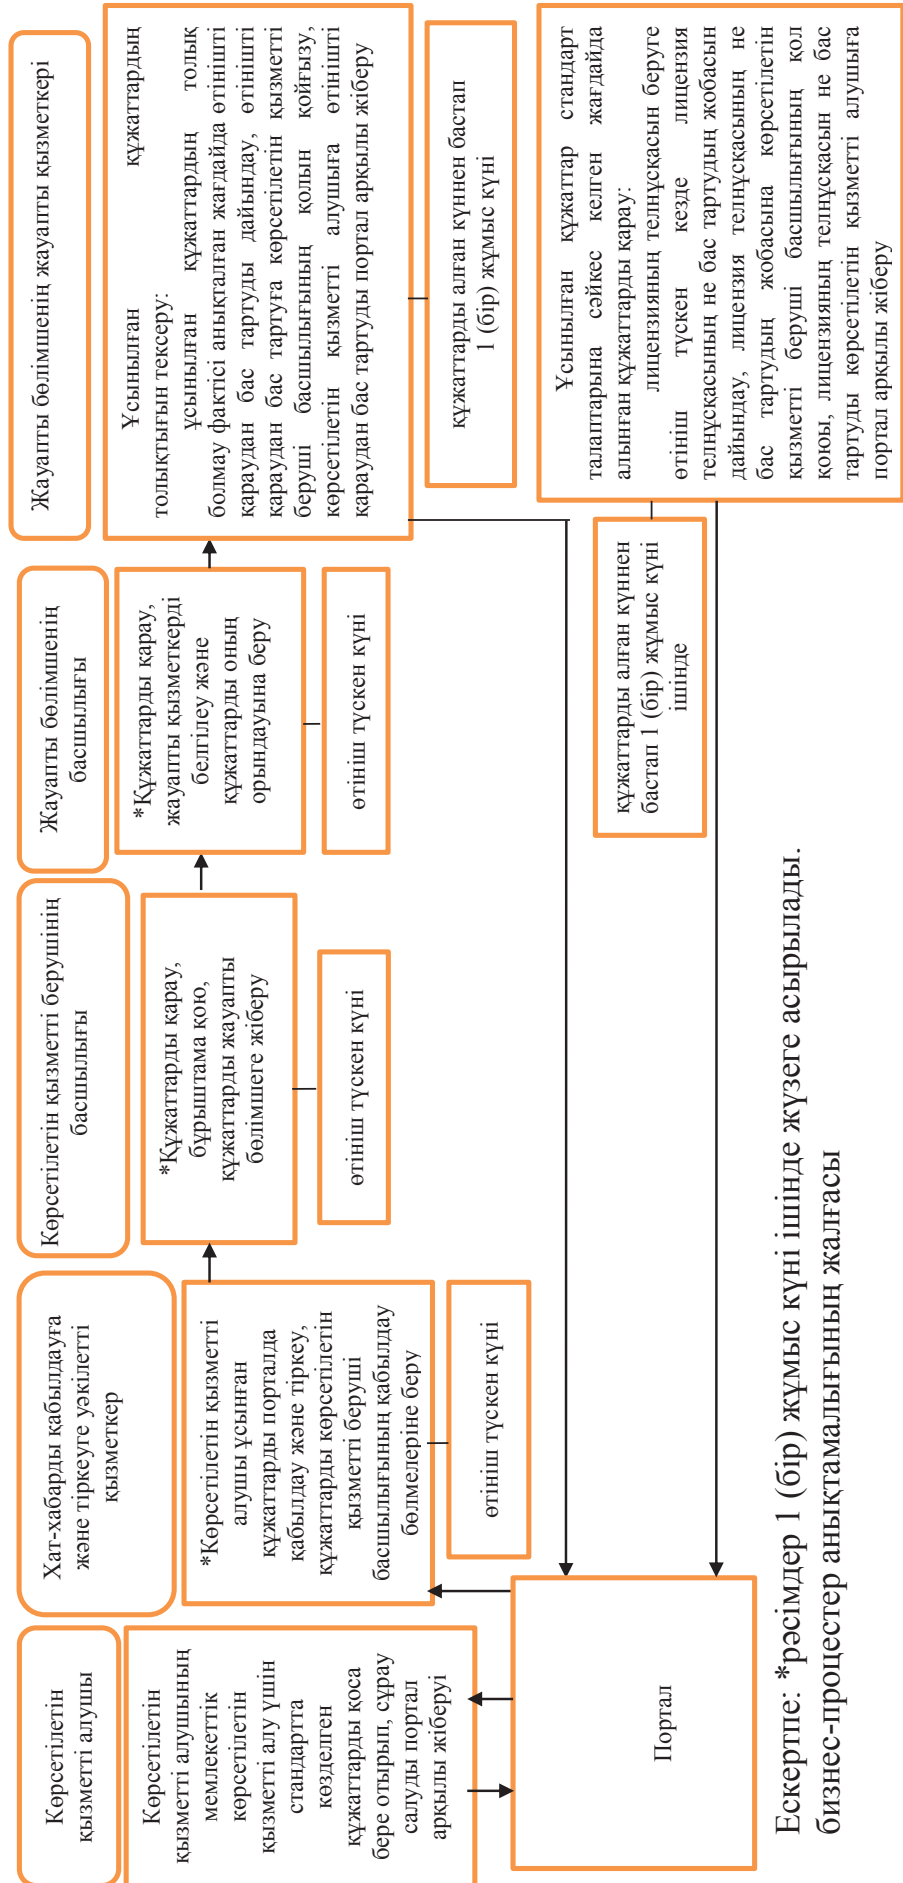 Көрсетілетін
қызметті алушы
Хат-хабарды қабылдауға
және тіркеуге уәкілетті
қызметкер
Көрсетілетін қызметті берушінің
басшылығы
Жауапты бөлімшенің
басшылығы
Жауапты бөлімшенің жауапты қызметкері
Көрсетілетін
қызметті алушының
мемлекеттік
көрсетілетін
қызметті алу үшін
стандартта
көзделген
құжаттарды қоса
бере отырып, сұрау
салуды портал
арқылы жіберуі
*Көрсетілетін қызметті
алушы ұсынған
құжаттарды порталда
қабылдау және тіркеу,
құжаттарды көрсетілетін
қызметті беруші
басшылығының қабылдау
бөлмелеріне беру
өтініш түскен күні
*Құжаттарды қарау,
бұрыштама қою,
құжаттарды жауапты
бөлімшеге жіберу
өтініш түскен күні
*Құжаттарды қарау,
жауапты қызметкерді
белгілеу және
құжаттарды оның
орындауына беру
өтініш түскен күні
Ұсынылған құжаттардың
толықтығын тексеру:
ұсынылған құжаттардың толық
болмау фактісі анықталған жағдайда өтінішті
қараудан бас тартуды дайындау, өтінішті
қараудан бас тартуға көрсетілетін қызметті
беруші басшылығының қолын қойғызу,
көрсетілетін қызметті алушыға өтінішті
қараудан бас тартуды портал арқылы жіберу
құжаттарды алған күннен бастап
1 (бір) жұмыс күні
Ұсынылған құжаттар стандарт
талаптарына сәйкес келген жағдайда
алынған құжаттарды қарау:
лицензияның телнұсқасын беруге
өтініш түскен кезде лицензия
телнұсқасының не бас тартудың жобасын
дайындау, лицензия телнұсқасының не
бас тартудың жобасына көрсетілетін
қызметті беруші басшылығының қол
қоюы, лицензияның телнұсқасын не бас
тартуды көрсетілетін қызметті алушыға
портал арқылы жіберу
құжаттарды алған күннен
бастап 1 (бір) жұмыс күні
ішінде
Портал
Ескертпе: *рәсімдер 1 (бір) жұмыс күні ішінде жүзеге асырылады.
бизнес-процестер анықтамалығының жалғасы